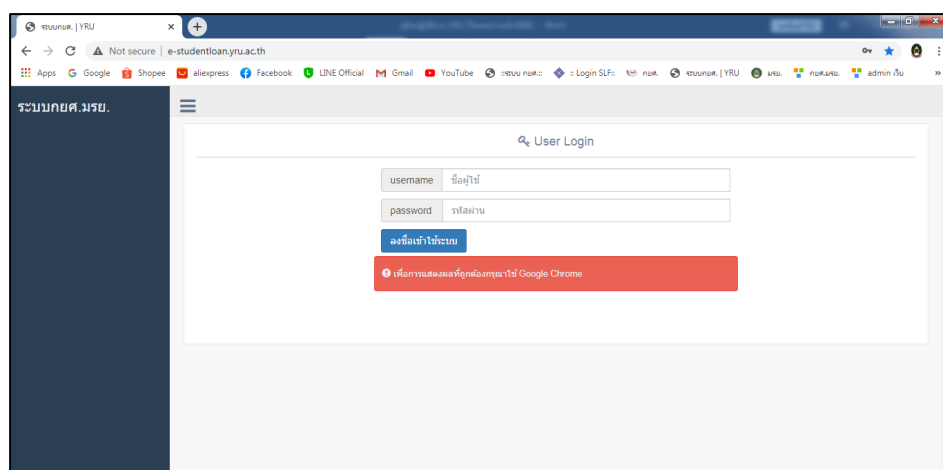 ระบบกยศ. | YRU
Not secure | e-studentloan.yru.ac.th
Apps Google Shopee aliexpress Facebook LINE Official Gmail YouTube ::ระบบ กยศ.:: :: Login SLF:: กยศ. ระบบกยศ. | YRU มรย. กยศ.มรย. admin เว็บ »
ระบบกยศ.มรย.
User Login
username ชื่อผู้ใช้
password รหัสผ่าน
ลงชื่อเข้าใช้ระบบ
เพื่อการแสดงผลที่ถูกต้องกรุณาใช้ Google Chrome